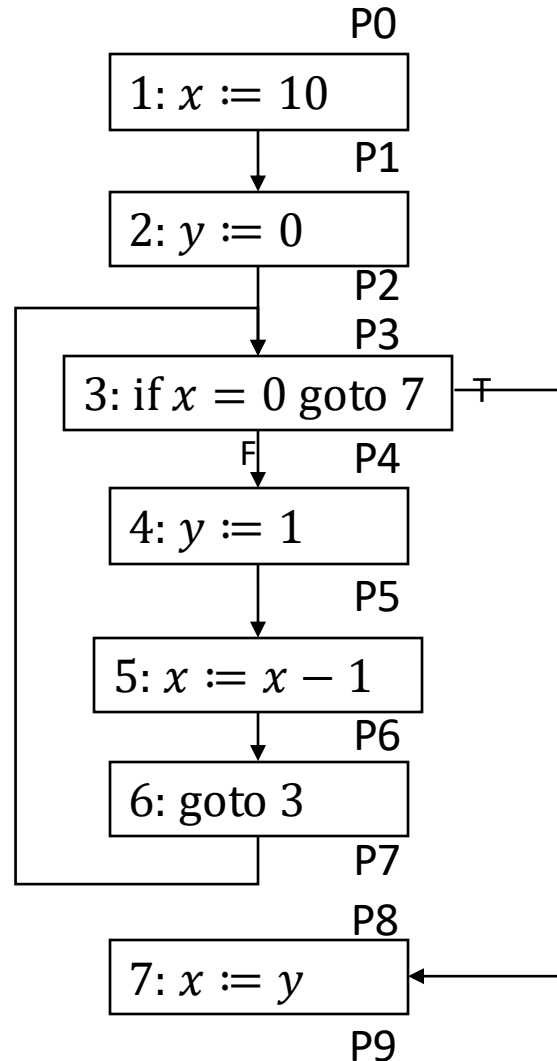 P0
1: x := 10
P1
2: y := 0
P2
P3
3: if x = 0 goto 7 T
F
P4
4: y := 1
P5
5: x := x − 1
P6
6: goto 3
P7
P8
7: x := y
P9